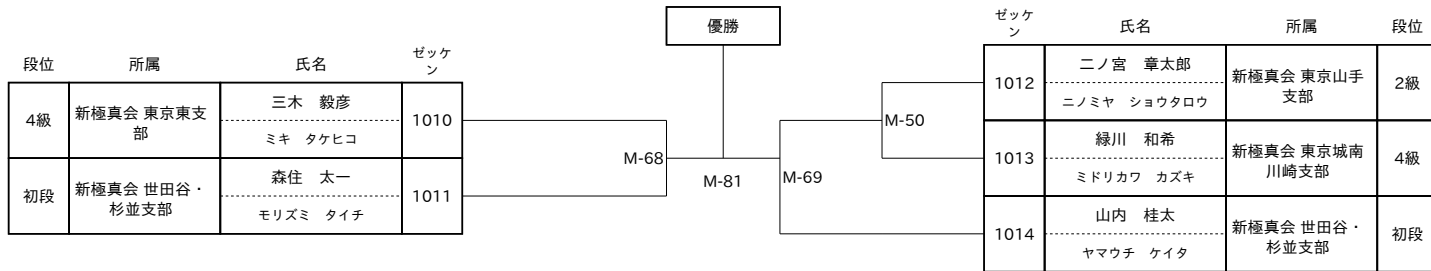 優勝
段位 所属 氏名 ゼッケ
ン
4級 新極真会 東京東支
部 三木 毅彦
ミキ タケヒコ 1010
初段 新極真会 世田谷・
杉並支部 森住 太一
モリズミ タイチ 1011
M-68
M-81
M-69
M-50
ゼッケ
ン 氏名 所属 段位
1012 二ノ宮 章太郎
ニノミヤ ショウタロウ 新極真会 東京山手
支部 2級
1013 緑川 和希
ミドリカワ カズキ 新極真会 東京城南
川崎支部 4級
1014 山内 桂太
ヤマウチ ケイタ 新極真会 世田谷・
杉並支部 初段